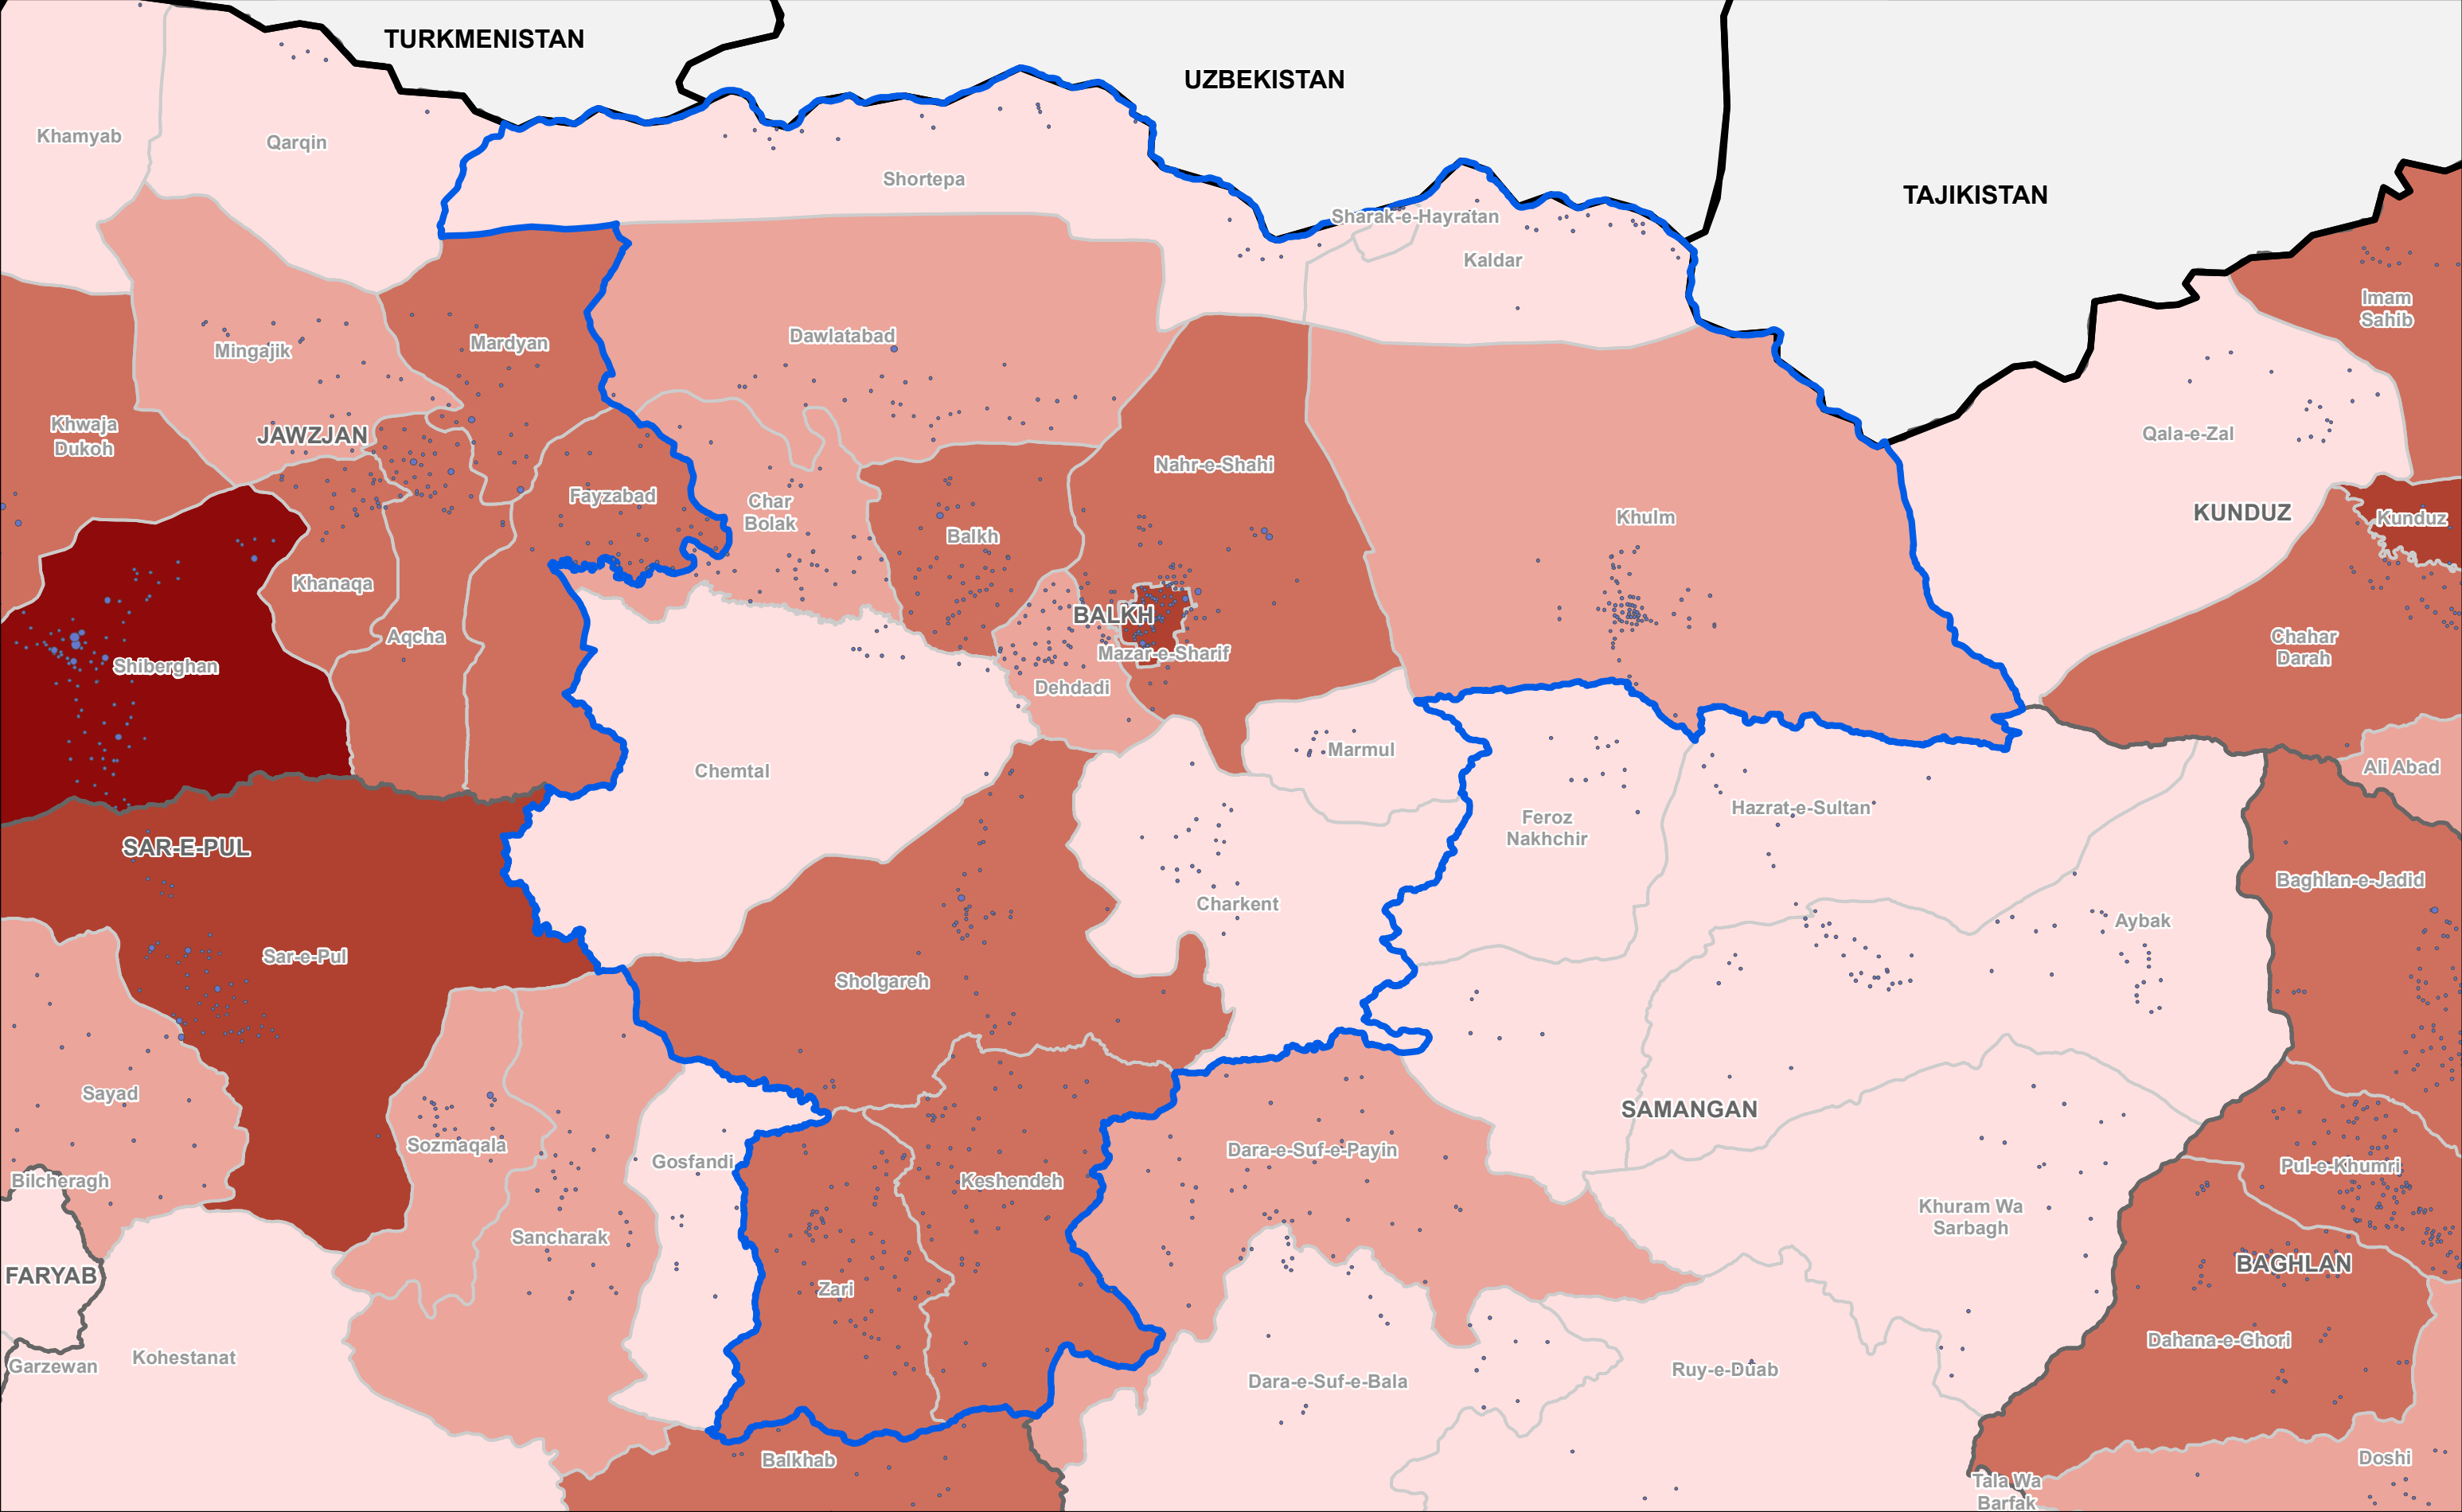 TURKMENISTAN
UZBEKISTAN
TAJIKISTAN
Khamyab
Qarqin
Shortepa
Sharak-e-Hayratan
Kaldar
Imam
Sahib
Mingajik
Mardyan
Dawlatabad
Khwaja
Dukoh
JAWZJAN
Qala-e-Zal
Nahr-e-Shahi
Fayzabad
Char
Bolak
Khulm
KUNDUZ
Kunduz
Balkh
Khanaqa
Aqcha
BALKH
Mazar-e-Sharif
Chahar
Darah
Shiberghan
Dehdadi
Marmul
Chemtal
Ali Abad
Hazrat-e-Sultan
Feroz
Nakhchir
SAR-E-PUL
Baghlan-e-Jadid
Charkent
Aybak
Sar-e-Pul
Sholgareh
Sayad
SAMANGAN
Sozmaqala
Dara-e-Suf-e-Payin
Gosfandi
Pul-e-Khumri
Bilcheragh
Keshendeh
Khuram Wa
Sarbagh
Sancharak
BAGHLAN
FARYAB
Zari
Dahana-e-Ghori
Kohestanat
Garzewan
Ruy-e-Duab
Dara-e-Suf-e-Bala
Balkhab
Doshi
Tala Wa
Barfak